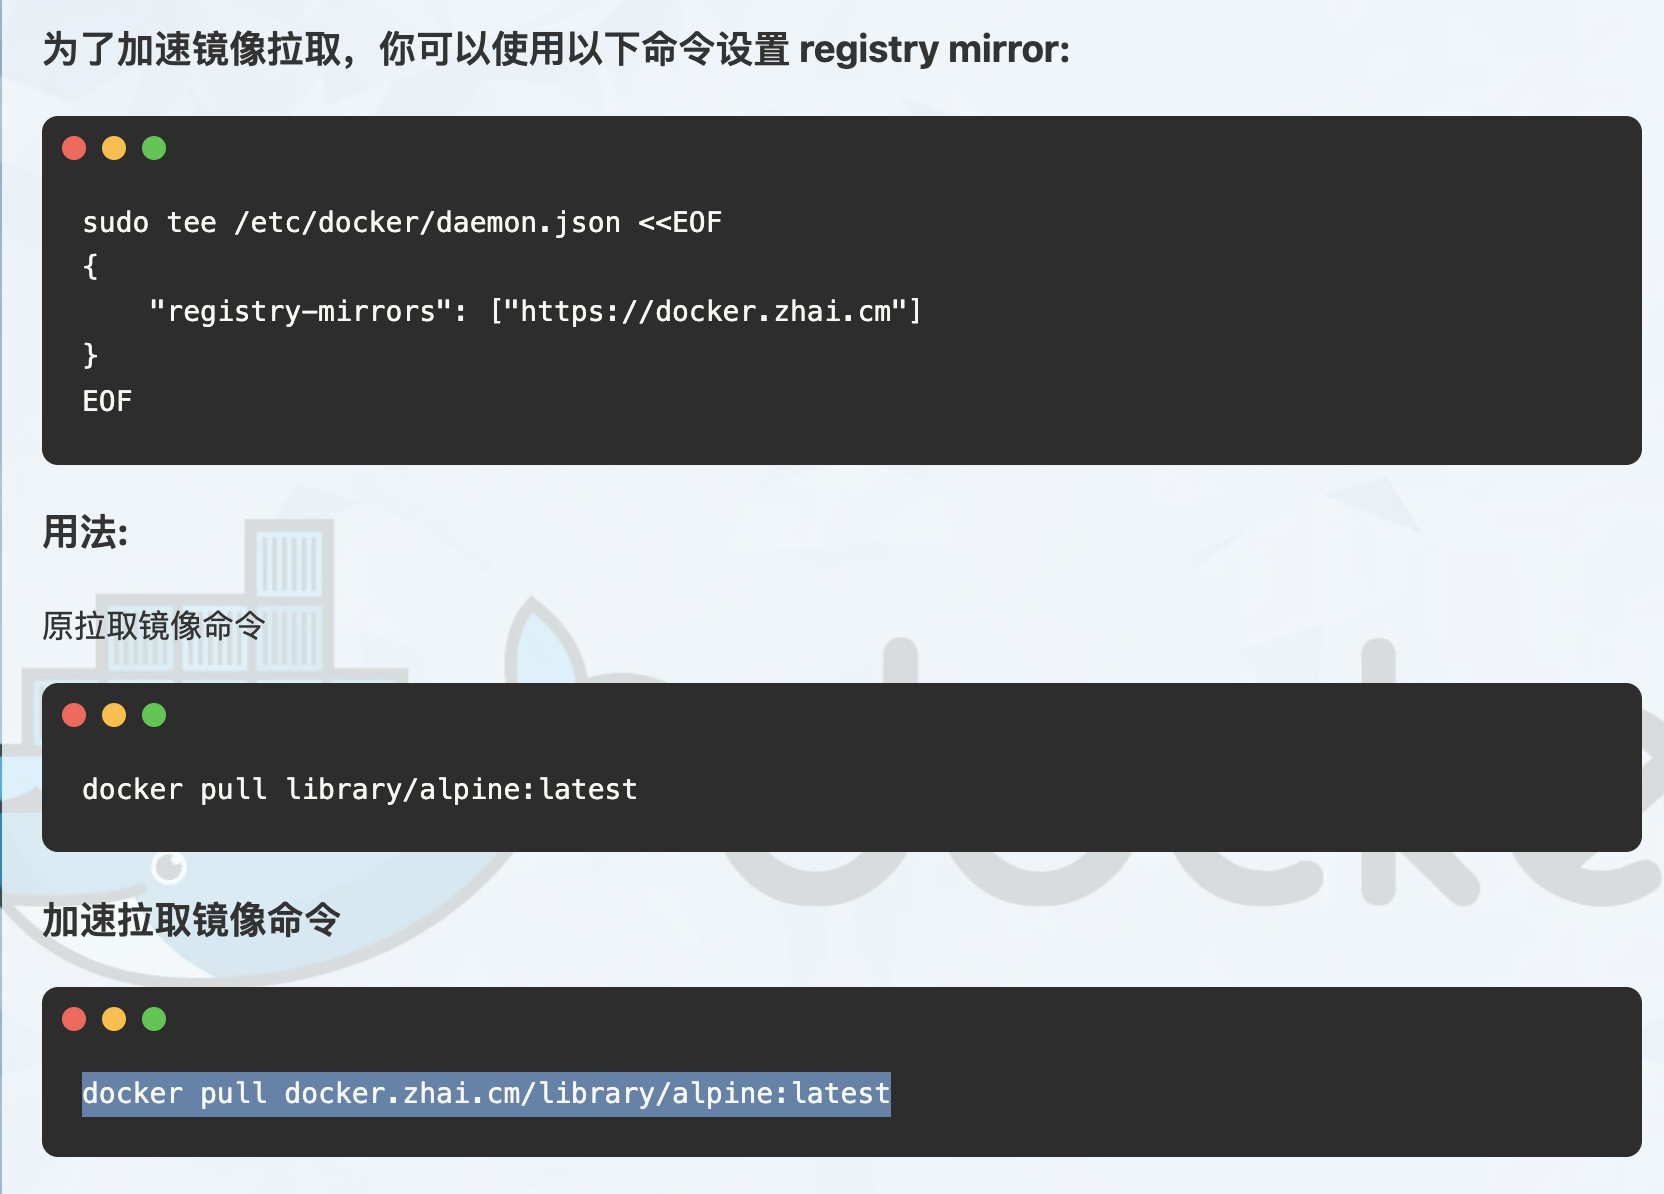 为了加速镜像拉取，你可以使用以下命令设置 registry mirror:
sudo tee /etc/docker/daemon.json <<EOF
{
    "registry-mirrors": ["https://docker.zhai.cm"]
}
EOF
用法:
原拉取镜像命令
docker pull library/alpine:latest
加速拉取镜像命令
docker pull docker.zhai.cm/library/alpine:latest